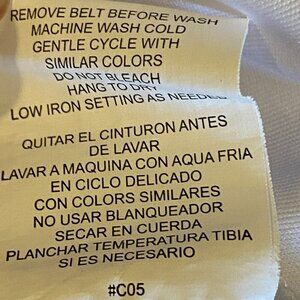 REMOVE BELT BEFORE WASH
MACHINE WASH COLD
GENTLE CYCLE WITH
SIMILAR COLORS
DO NOT BLEACH
HANG TO DRY
LOW IRON SETTING AS NEEDED
QUITAR EL CINTURON ANTES
DE LAVAR
LAVAR A MAQUINA CON AQUA FRIA
EN CICLO DELICADO
CON COLORS SIMILARES
NO USAR BLANQUEADOR
SECAR EN CUERDA
PLANCHAR TEMPERATURA TIBIA
SI ES NECESARIO
#C05